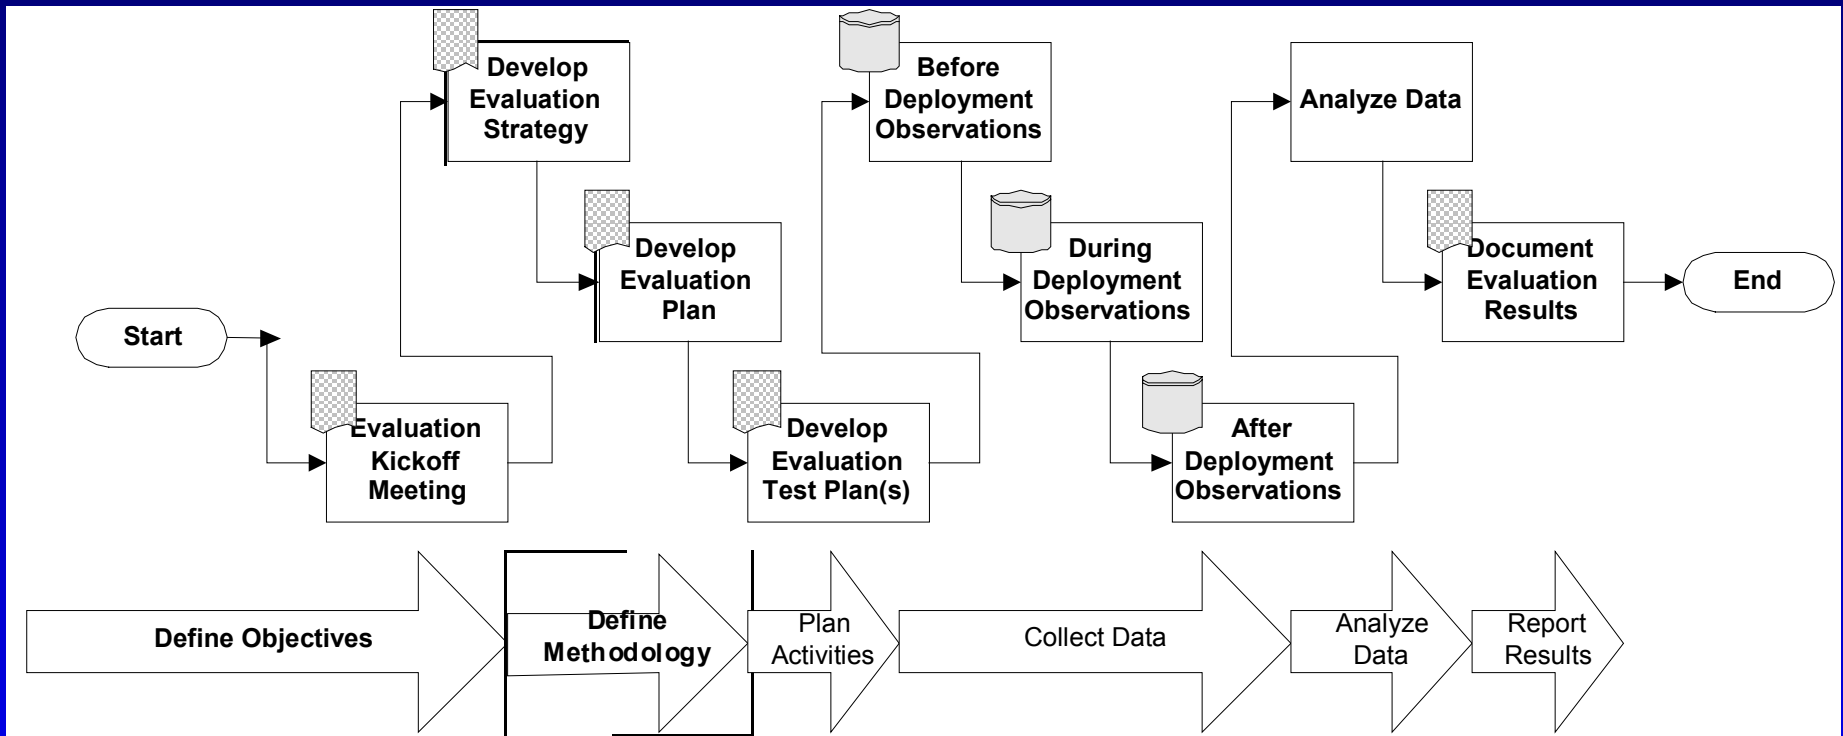 Start
Evaluation
Kickoff
Meeting
Develop
Evaluation
Strategy
Develop
Evaluation
Plan
Develop
Evaluation
Test Plan(s)
Before
Deployment
Observations
During
Deployment
Observations
After
Deployment
Observations
Analyze Data
Document
Evaluation
Results
End
Define Objectives
Define
Methodology
Plan
Activities
Collect Data
Analyze
Data
Report
Results